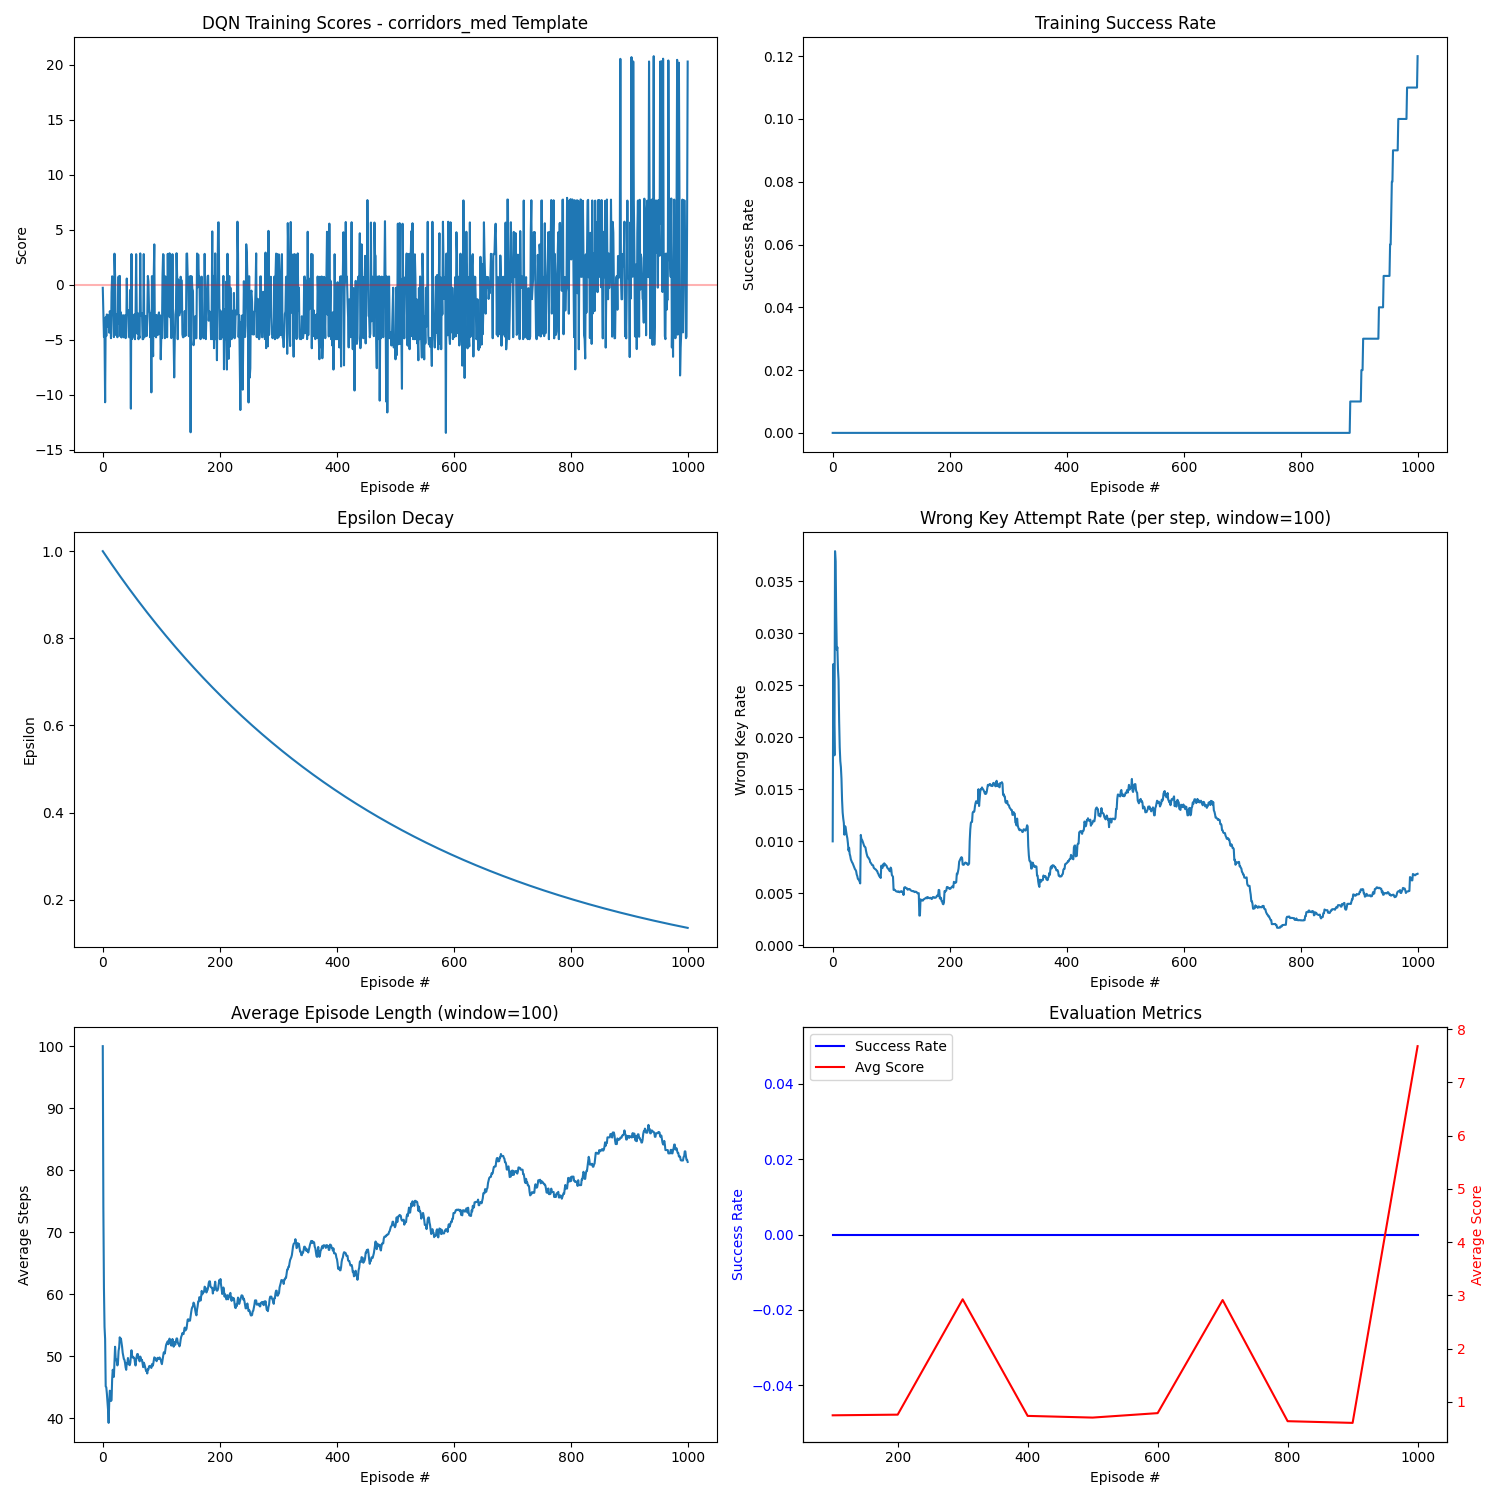 DQN Training Scores - corridors_med Template
Score
20
15
10
5
0
−5
−10
−15
0 200 400 600 800 1000
Episode #
Training Success Rate
Success Rate
0.12
0.10
0.08
0.06
0.04
0.02
0.00
0 200 400 600 800 1000
Episode #
Epsilon Decay
Epsilon
1.0
0.8
0.6
0.4
0.2
0 200 400 600 800 1000
Episode #
Wrong Key Attempt Rate (per step, window=100)
Wrong Key Rate
0.035
0.030
0.025
0.020
0.015
0.010
0.005
0.000
0 200 400 600 800 1000
Episode #
Average Episode Length (window=100)
Average Steps
100
90
80
70
60
50
40
0 200 400 600 800 1000
Episode #
Evaluation Metrics
Success Rate
Avg Score
Success Rate
0.04
0.02
0.00
−0.02
−0.04
8
7
6
5
4
3
2
1
Average Score
200 400 600 800 1000
Episode #